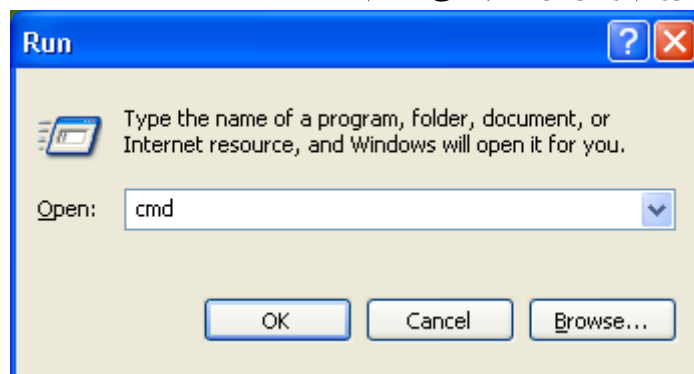 Run
Type the name of a program, folder, document, or
Internet resource, and Windows will open it for you.
Open:
cmd
OK
Cancel
Browse...